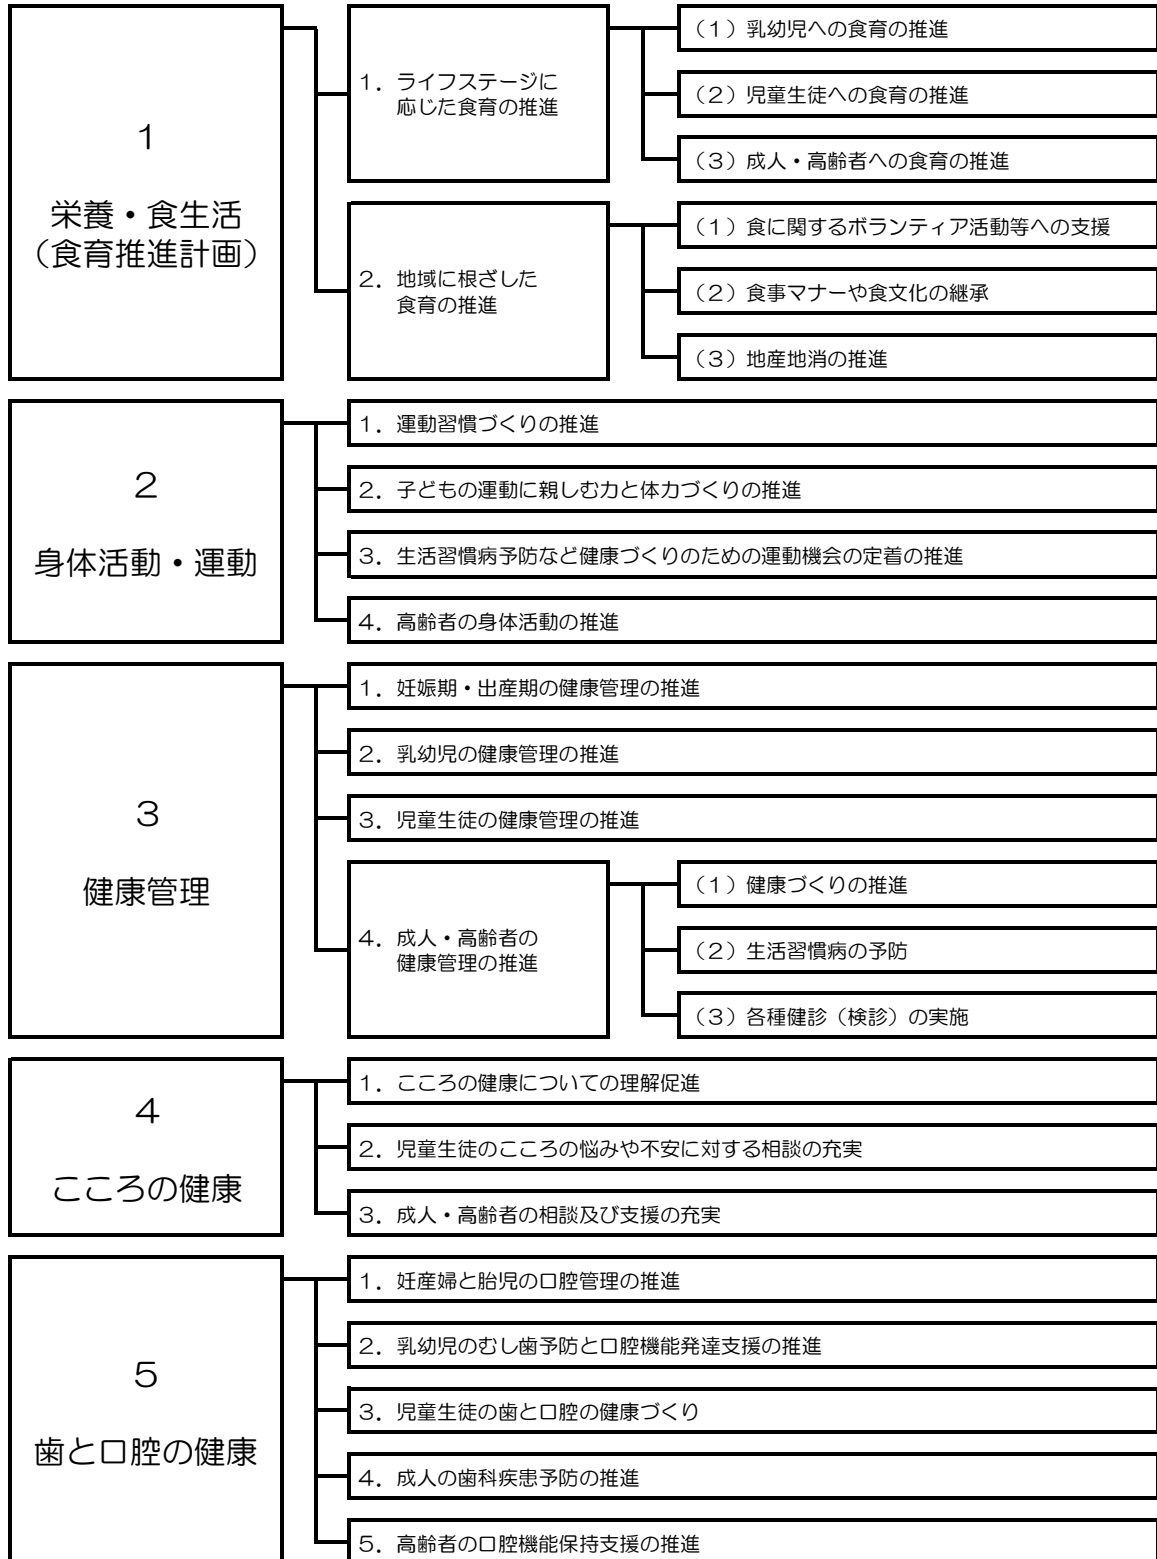 1
栄養・食生活
（食育推進計画）
1．ライフステージに
応じた食育の推進
（1）乳幼児への食育の推進
（2）児童生徒への食育の推進
（3）成人・高齢者への食育の推進
2．地域に根ざした
食育の推進
（1）食に関するボランティア活動等への支援
（2）食事マナーや食文化の継承
（3）地産地消の推進
2
身体活動・運動
1．運動習慣づくりの推進
2．子どもの運動に親しむ力と体力づくりの推進
3．生活習慣病予防など健康づくりのための運動機会の定着の推進
4．高齢者の身体活動の推進
3
健康管理
1．妊娠期・出産期の健康管理の推進
2．乳幼児の健康管理の推進
3．児童生徒の健康管理の推進
4．成人・高齢者の
健康管理の推進
（1）健康づくりの推進
（2）生活習慣病の予防
（3）各種健診（検診）の実施
4
こころの健康
1．こころの健康についての理解促進
2．児童生徒のこころの悩みや不安に対する相談の充実
3．成人・高齢者の相談及び支援の充実
5
歯と口腔の健康
1．妊産婦と胎児の口腔管理の推進
2．乳幼児のむし歯予防と口腔機能発達支援の推進
3．児童生徒の歯と口腔の健康づくり
4．成人の歯科疾患予防の推進
5．高齢者の口腔機能保持支援の推進